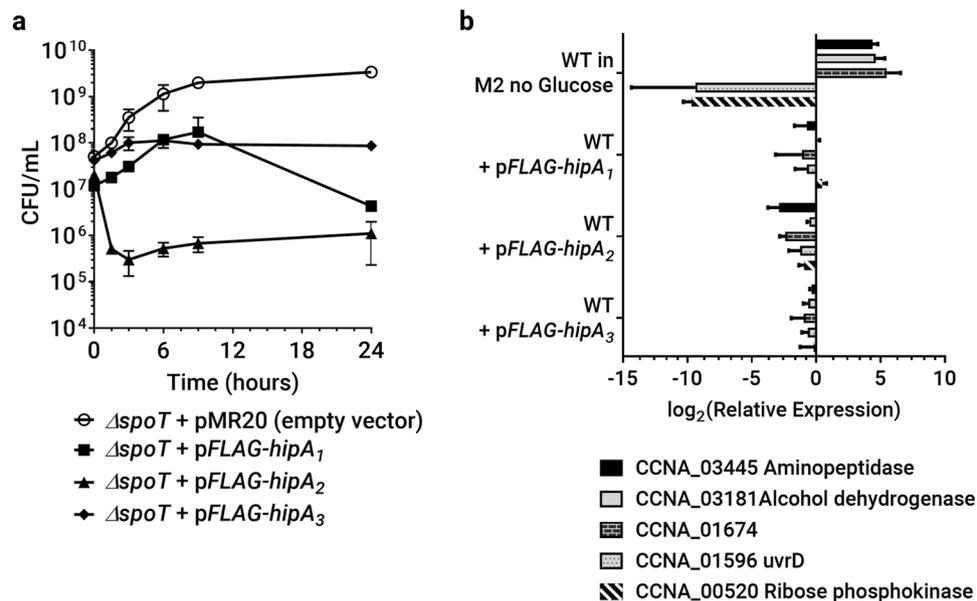 a
10^10
10^9
10^8
10^7
10^6
10^5
10^4
CFU/mL
0 6 12 18 24
Time (hours)
ΔspoT + pMR20 (empty vector)
ΔspoT + pFLAG-hipA1
ΔspoT + pFLAG-hipA2
ΔspoT + pFLAG-hipA3
b
WT in
M2 no Glucose
WT
+ pFLAG-hipA1
WT
+ pFLAG-hipA2
WT
+ pFLAG-hipA3
-15 -10 -5 0 5 10
log2(Relative Expression)
CCNA_03445 Aminopeptidase
CCNA_03181Alcohol dehydrogenase
CCNA_01674
CCNA_01596 uvrD
CCNA_00520 Ribose phosphokinase